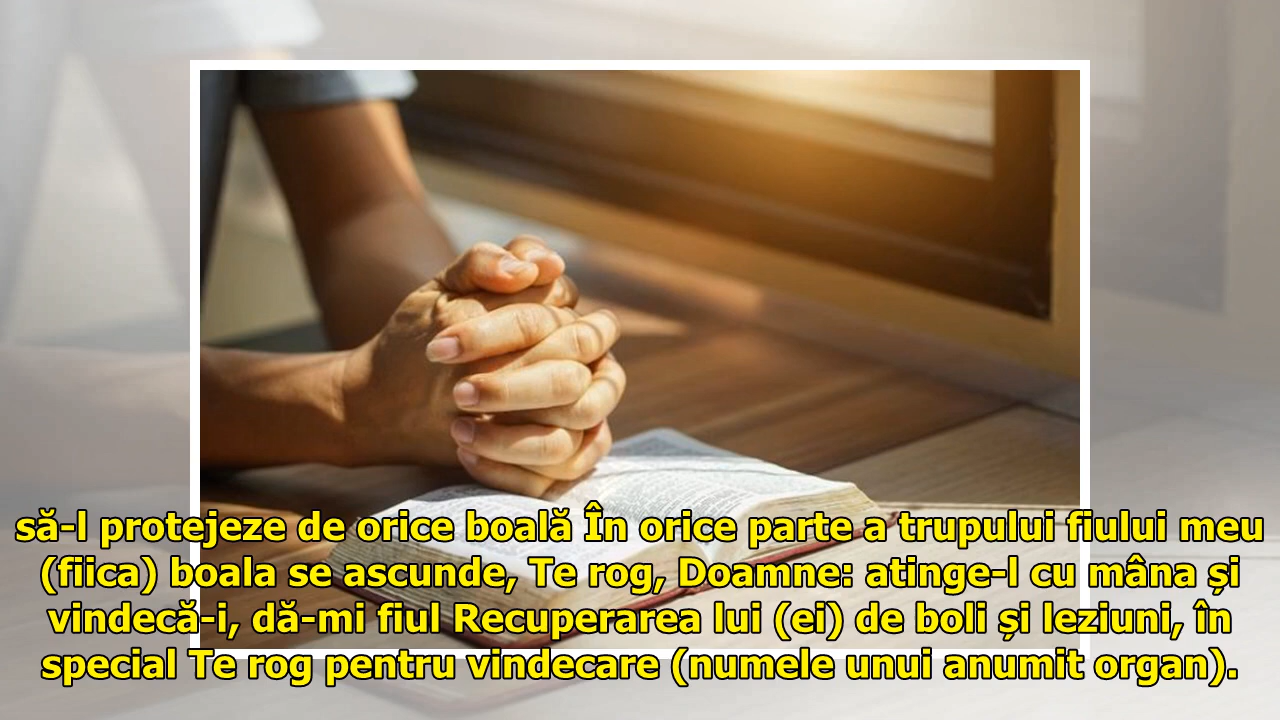 să-l protejeze de orice boală În orice parte a trupului fiului meu
(fiica) boala se ascunde, Te rog, Doamne: atinge-l cu mâna și
vindecă-i, dă-mi fiul Recuperarea lui (ei) de boli și leziuni, în
special Te rog pentru vindecare (numele unui anumit organ).